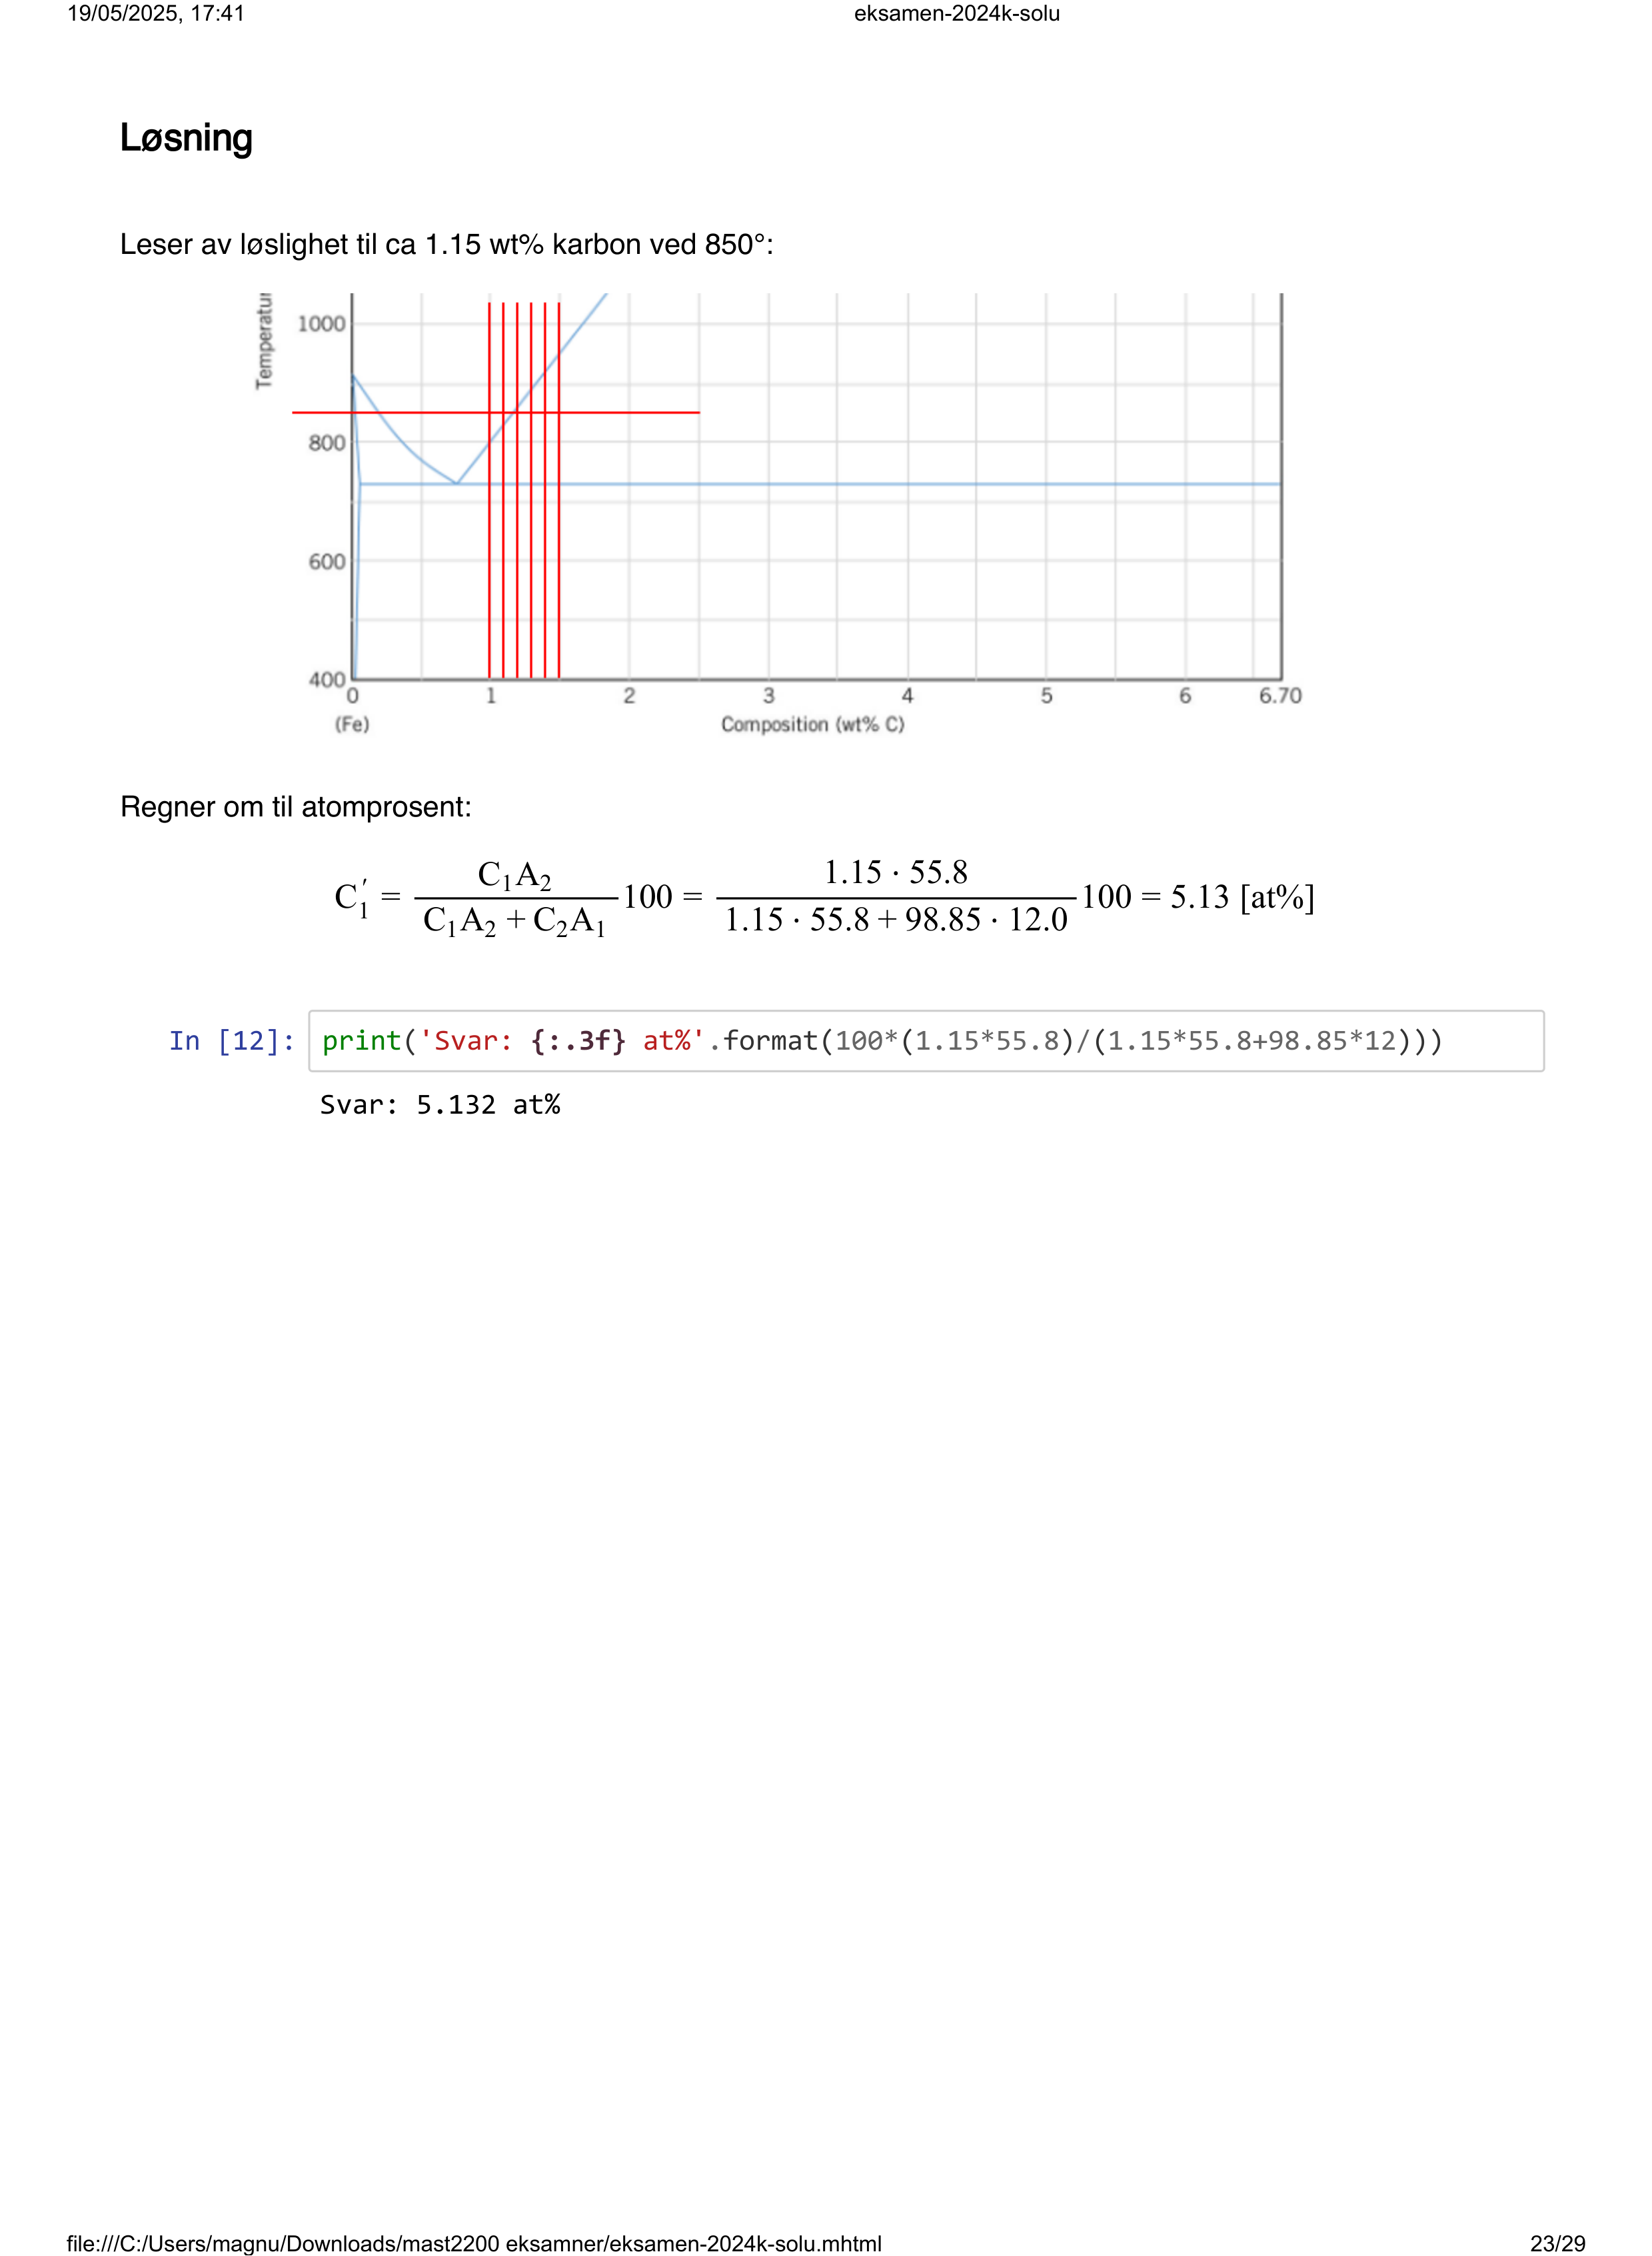 19/05/2025, 17:41 eksamen-2024k-solu
Løsning
Leser av løslighet til ca 1.15 wt% karbon ved 850°:
Temperatur
1000
800
600
400
0 1 2 3 4 5 6 6.70
(Fe) Composition (wt% C)
Regner om til atomprosent:
C₁′ = C₁A₂ / (C₁A₂ + C₂A₁) 100 = 1.15 · 55.8 / (1.15 · 55.8 + 98.85 · 12.0) 100 = 5.13 [at%]
In [12]: print('Svar: {:.3f} at%'.format(100*(1.15*55.8)/(1.15*55.8+98.85*12)))
Svar: 5.132 at%
file:///C:/Users/magnu/Downloads/mast2200 eksamner/eksamen-2024k-solu.mhtml 23/29